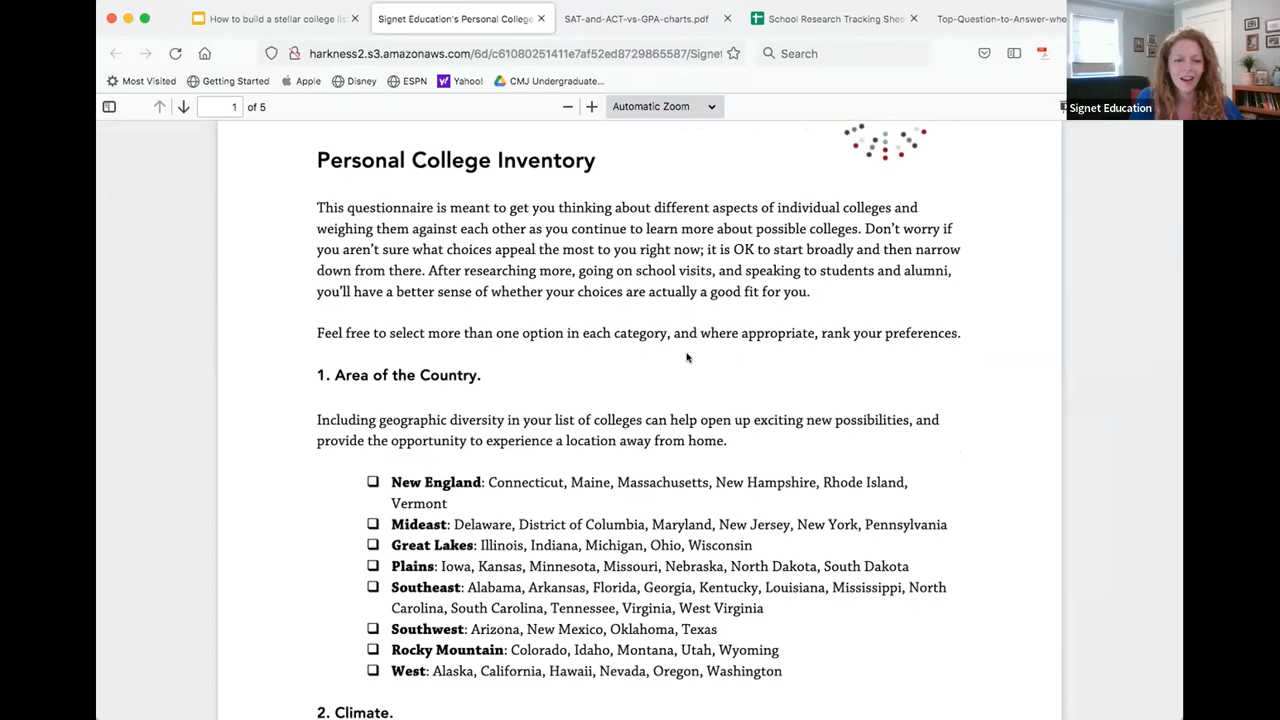 How to build a stellar college list
Signet Education's Personal College
SAT-and-ACT-vs-GPA-charts.pdf
School Research Tracking Sheet
Top-Question-to-Answer-whe
harkness2.s3.amazonaws.com/6d/c61080251411e7af52ed8729865587/Signet
Search
Most Visited
Getting Started
Apple
Disney
ESPN
Yahoo!
CMJ Undergraduate...
Signet Education
1 of 5
Automatic Zoom
Personal College Inventory
This questionnaire is meant to get you thinking about different aspects of individual colleges and
weighing them against each other as you continue to learn more about possible colleges. Don't worry if
you aren't sure what choices appeal the most to you right now; it is OK to start broadly and then narrow
down from there. After researching more, going on school visits, and speaking to students and alumni,
you'll have a better sense of whether your choices are actually a good fit for you.
Feel free to select more than one option in each category, and where appropriate, rank your preferences.
1. Area of the Country.
Including geographic diversity in your list of colleges can help open up exciting new possibilities, and
provide the opportunity to experience a location away from home.
New England: Connecticut, Maine, Massachusetts, New Hampshire, Rhode Island,
Vermont
Mideast: Delaware, District of Columbia, Maryland, New Jersey, New York, Pennsylvania
Great Lakes: Illinois, Indiana, Michigan, Ohio, Wisconsin
Plains: Iowa, Kansas, Minnesota, Missouri, Nebraska, North Dakota, South Dakota
Southeast: Alabama, Arkansas, Florida, Georgia, Kentucky, Louisiana, Mississippi, North
Carolina, South Carolina, Tennessee, Virginia, West Virginia
Southwest: Arizona, New Mexico, Oklahoma, Texas
Rocky Mountain: Colorado, Idaho, Montana, Utah, Wyoming
West: Alaska, California, Hawaii, Nevada, Oregon, Washington
2. Climate.